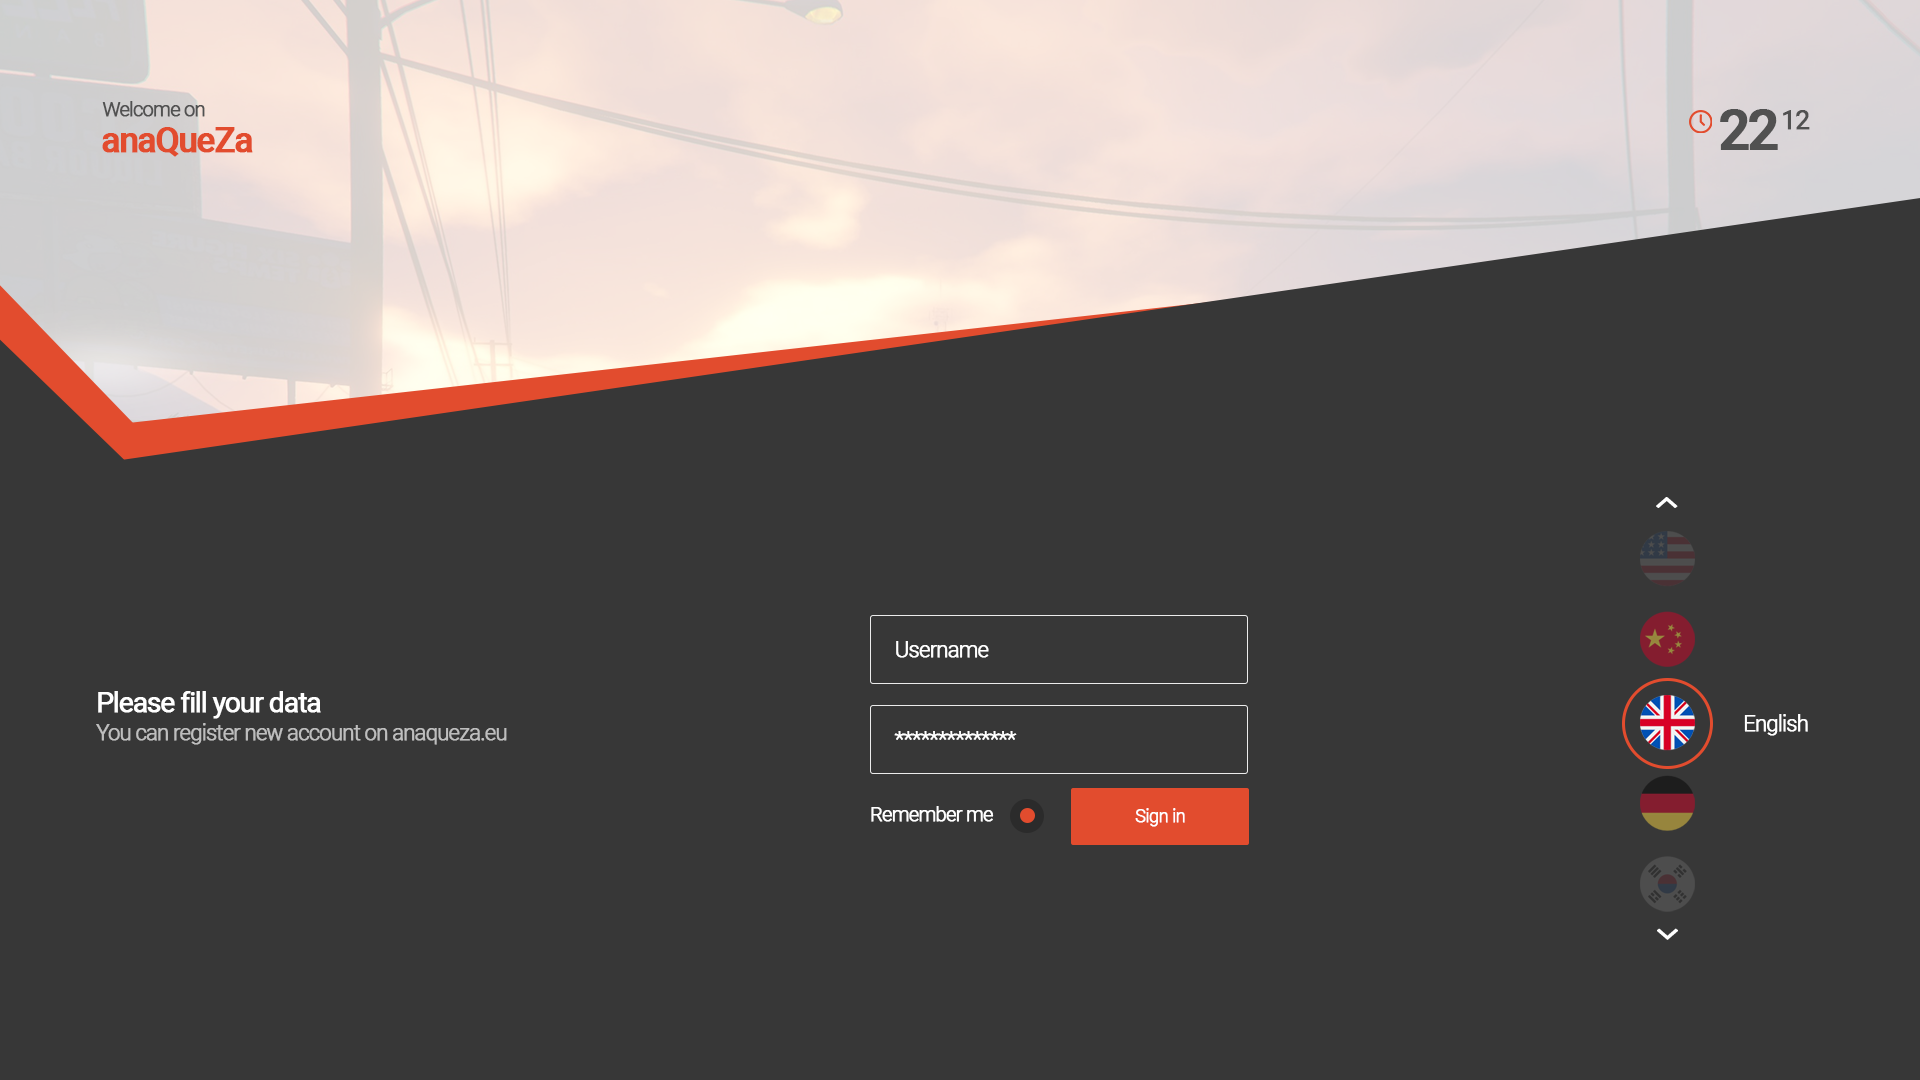 Welcome on
anaQueZa
22 12
Username
Please fill your data
You can register new account on anaqueza.eu
**************
Remember me
Sign in
English